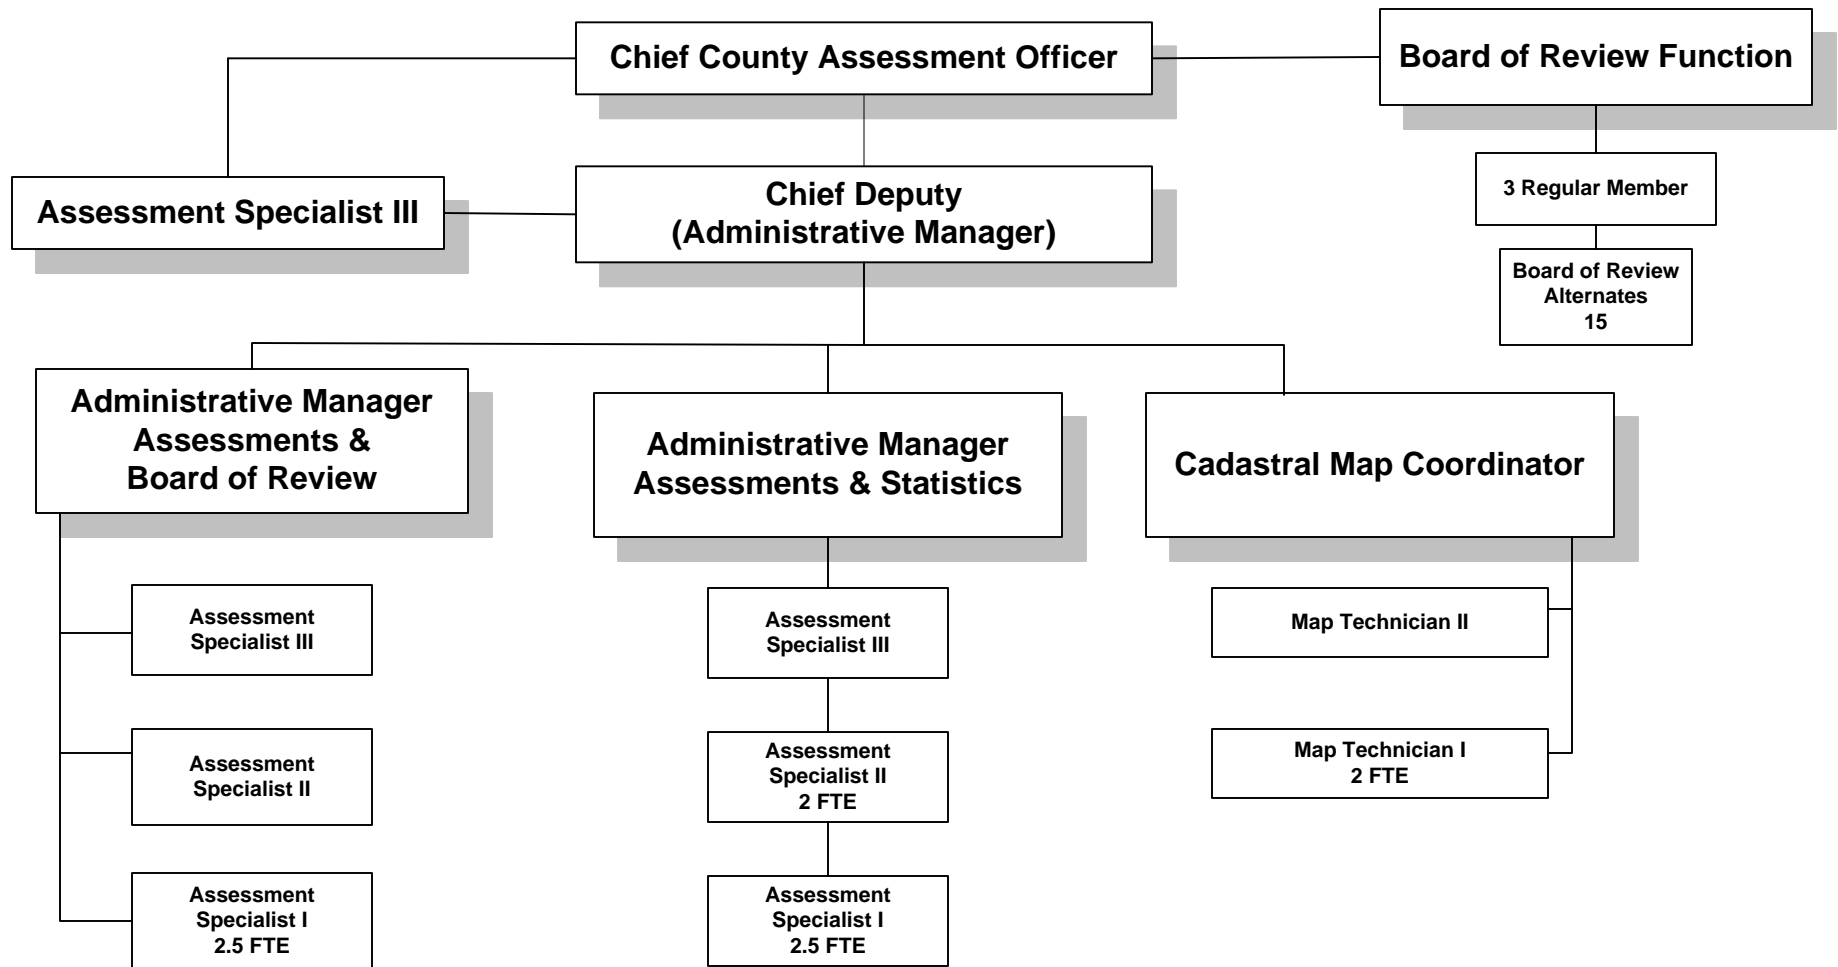 Chief County Assessment Officer
Board of Review Function
Assessment Specialist III
Chief Deputy
(Administrative Manager)
3 Regular Member
Board of Review
Alternates
15
Administrative Manager
Assessments &
Board of Review
Administrative Manager
Assessments & Statistics
Cadastral Map Coordinator
Assessment
Specialist III
Assessment
Specialist III
Map Technician II
Assessment
Specialist II
Assessment
Specialist II
2 FTE
Map Technician I
2 FTE
Assessment
Specialist I
2.5 FTE
Assessment
Specialist I
2.5 FTE